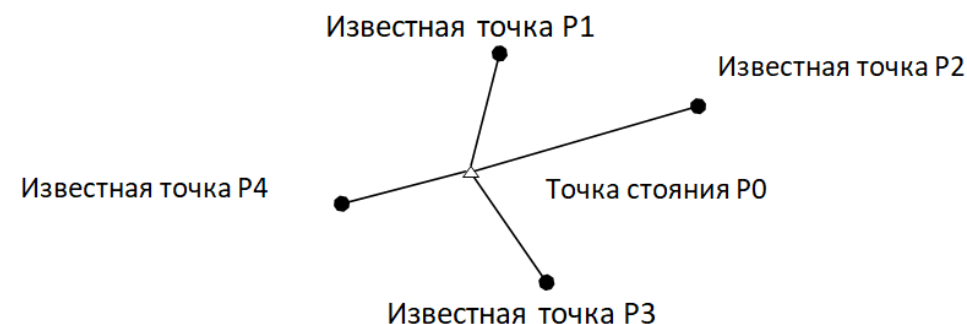 Известная точка P1
Известная точка P2
Известная точка P4
Точка стояния P0
Известная точка P3